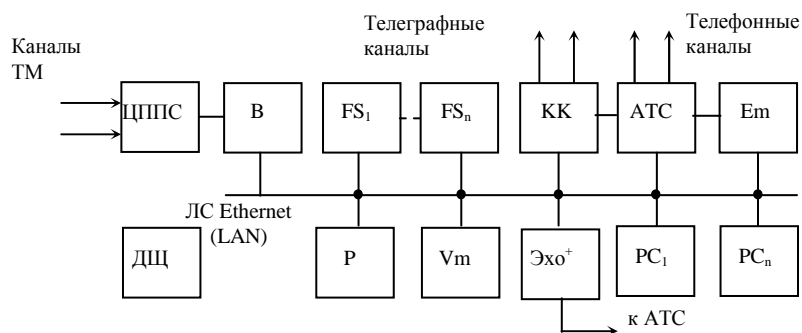 Каналы
ТМ
Телеграфные
каналы
Телефонные
каналы
ЦППС
В
FS1
FSn
КК
АТС
Em
ЛС Ethernet
(LAN)
ДЩ
Р
Vm
Эхо+
PC1
PCn
к АТС